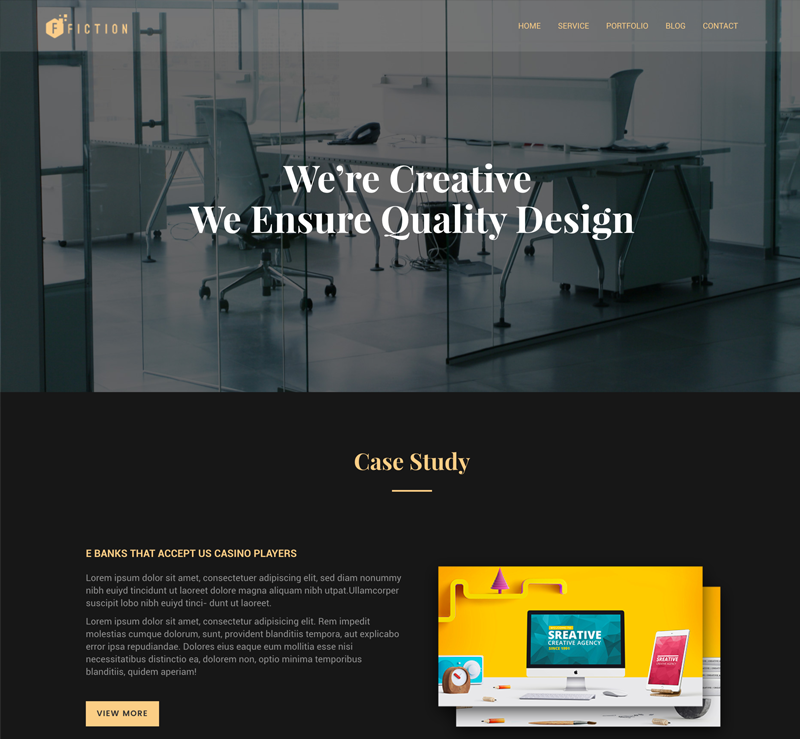 FICTION
HOME SERVICE PORTFOLIO BLOG CONTACT
We're Creative
We Ensure Quality Design
Case Study
E BANKS THAT ACCEPT US CASINO PLAYERS
Lorem ipsum dolor sit amet, consectetuer adipiscing elit, sed diam nonummy
nibh euiyd tincidunt ut laoreet dolore magna aliquam nibh utpat.Ullamcorper
suscipit lobo nibh euiyd tinci- dunt ut laoreet.
Lorem ipsum dolor sit amet, consectetur adipisicing elit. Rem impedit
molestias cumque dolorum, sunt, provident blanditiis tempora, aut explicabo
error ipsa repudiandae. Dolores eius eaque eum mollitia esse nisi
necessitatibus distinctio ea, dolorem non, optio minima temporibus
blanditiis, quidem aperiam!
VIEW MORE
SREATIVE
CREATIVE AGENCY
SINCE 1991
SREATIVE